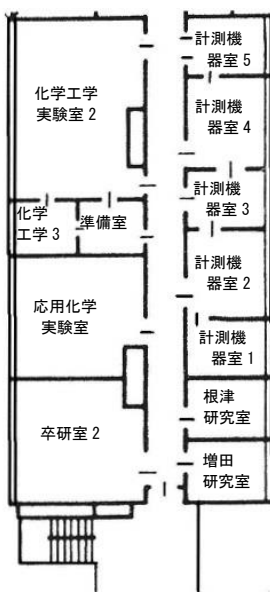 計測機
器室 5
化学工学
実験室 2
計測機
器室 4
計測機
器室 3
化学
工学 3
準備室
計測機
器室 2
応用化学
実験室
計測機
器室 1
根津
研究室
卒研室 2
増田
研究室